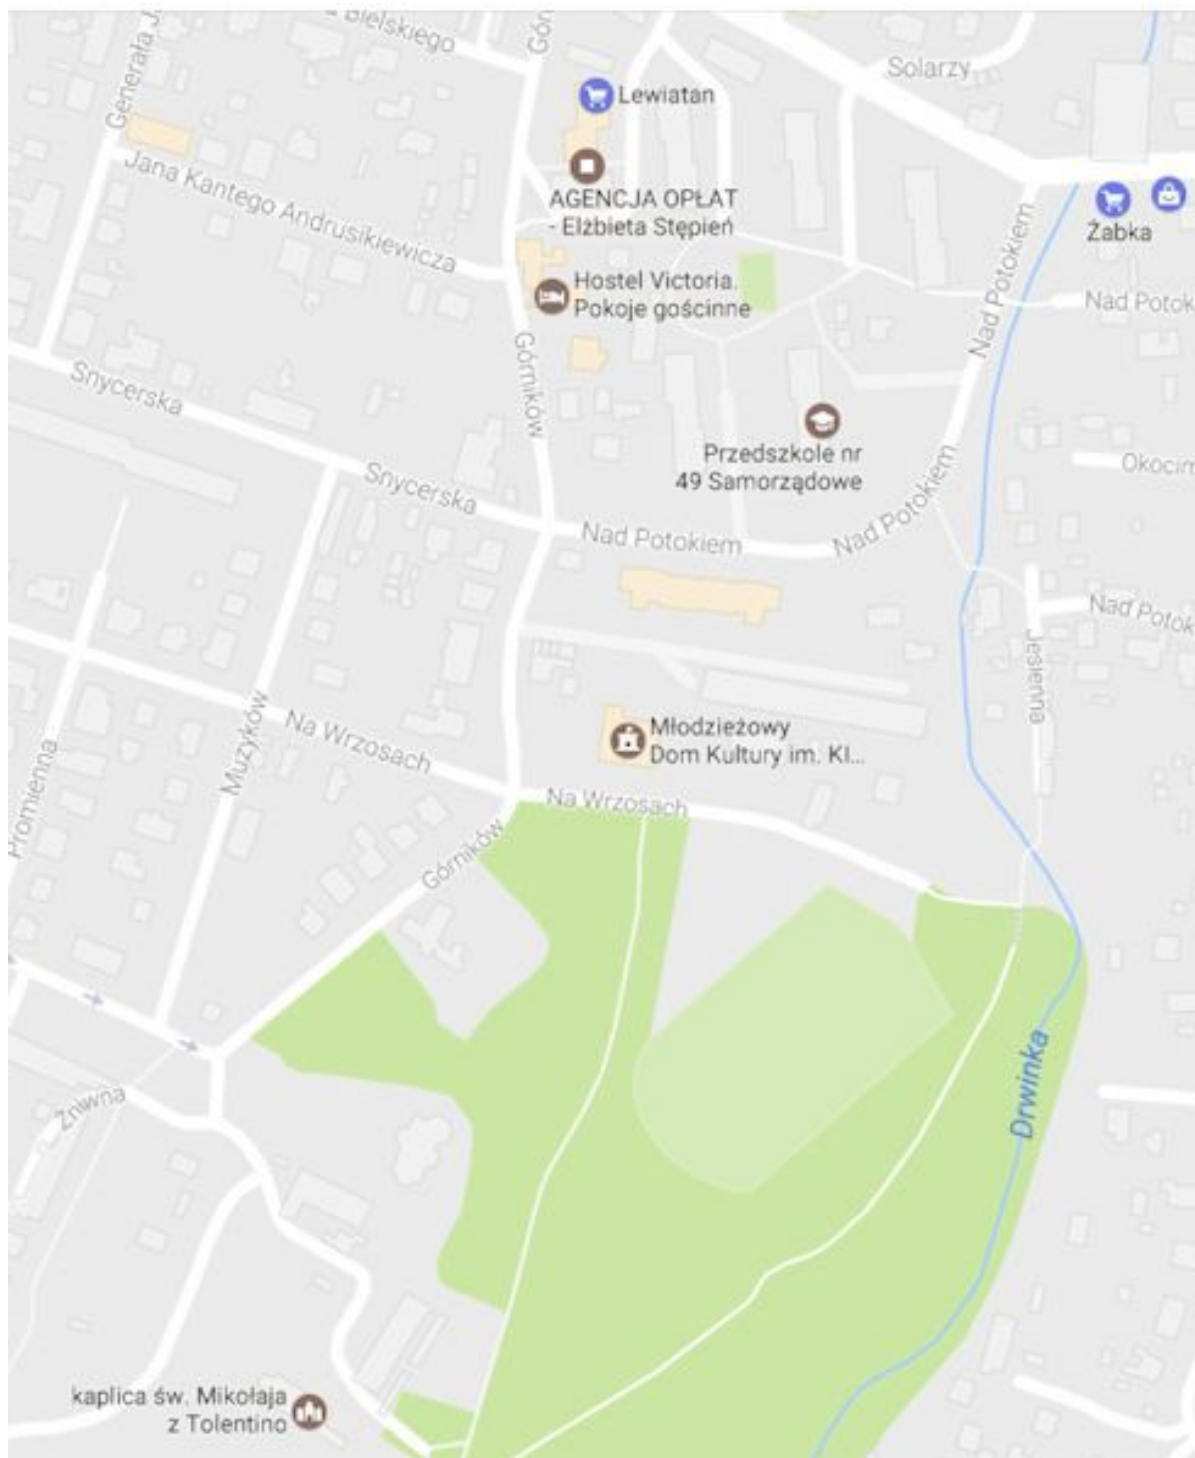 Bielskiego
Gór
Solarzy
Generała J
Lewiatan
Jana Kantego Andrusikiewicza
AGENCJA OPŁAT
- Elżbieta Stępień
Żabka
Nad Potokiem
Hostel Victoria.
Pokoje gościnne
Nad Potok
Górników
Snycerska
Przedszkole nr
49 Samorządowe
Okocim
Snycerska
Nad Potokiem
Nad Potokiem
Nad Potok
Jesienna
Muzyków
Na Wrzosach
Młodzieżowy
Dom Kultury im. Kl...
Promienna
Na Wrzosach
Górników
Drwinka
Żniwna
kaplica św. Mikołaja
z Tolentino